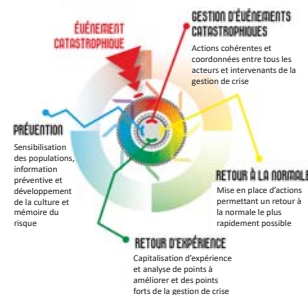 ÉVÉNEMENT
CATASTROPHIQUE
GESTION D'ÉVÉNEMENTS
CATASTROPHIQUES
Actions cohérentes et
coordonnées entre tous les
acteurs et intervenants de la
gestion de crise
PRÉVENTION
Sensibilisation
des populations,
information
préventive et
développement
de la culture et
mémoire du
risque
RETOUR À LA NORMALE
Mise en place d'actions
permettant un retour à
la normale le plus
rapidement possible
RETOUR D'EXPÉRIENCE
Capitalisation d'expérience
et analyse de points à
améliorer et des points
forts de la gestion de crise